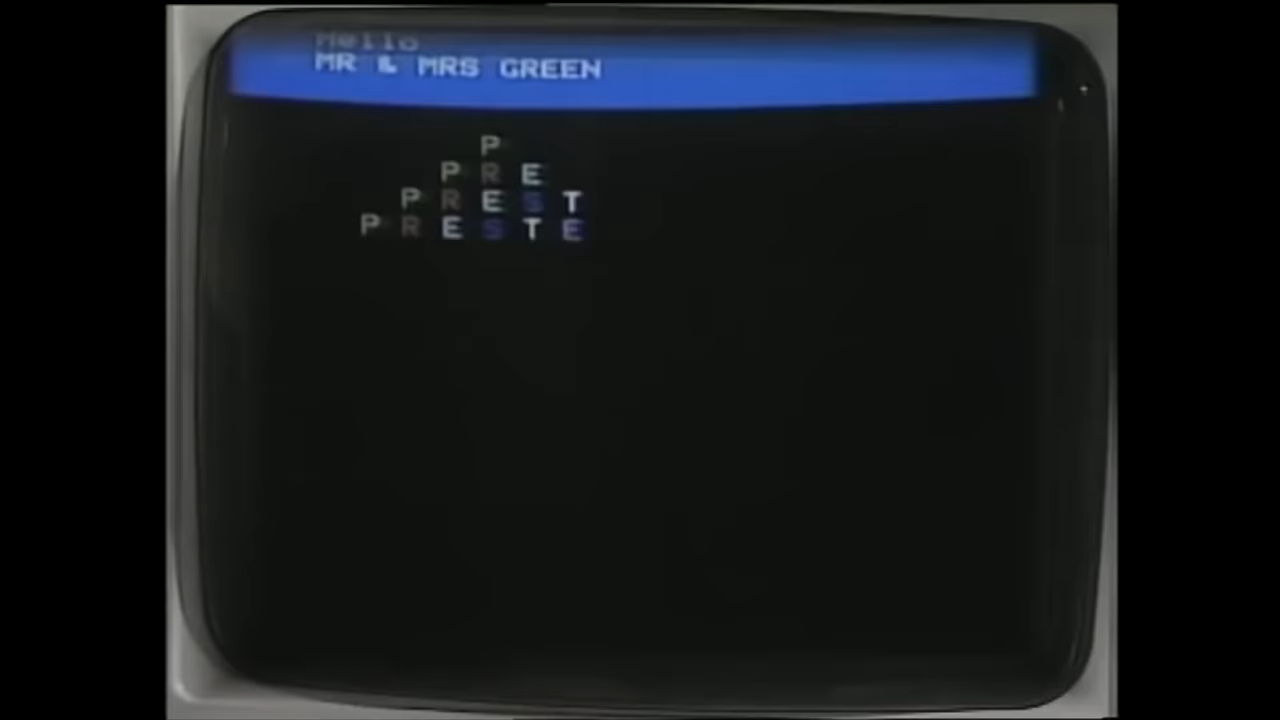 Hello
MR & MRS GREEN
P
P R E
P R E S T
P R E S T E